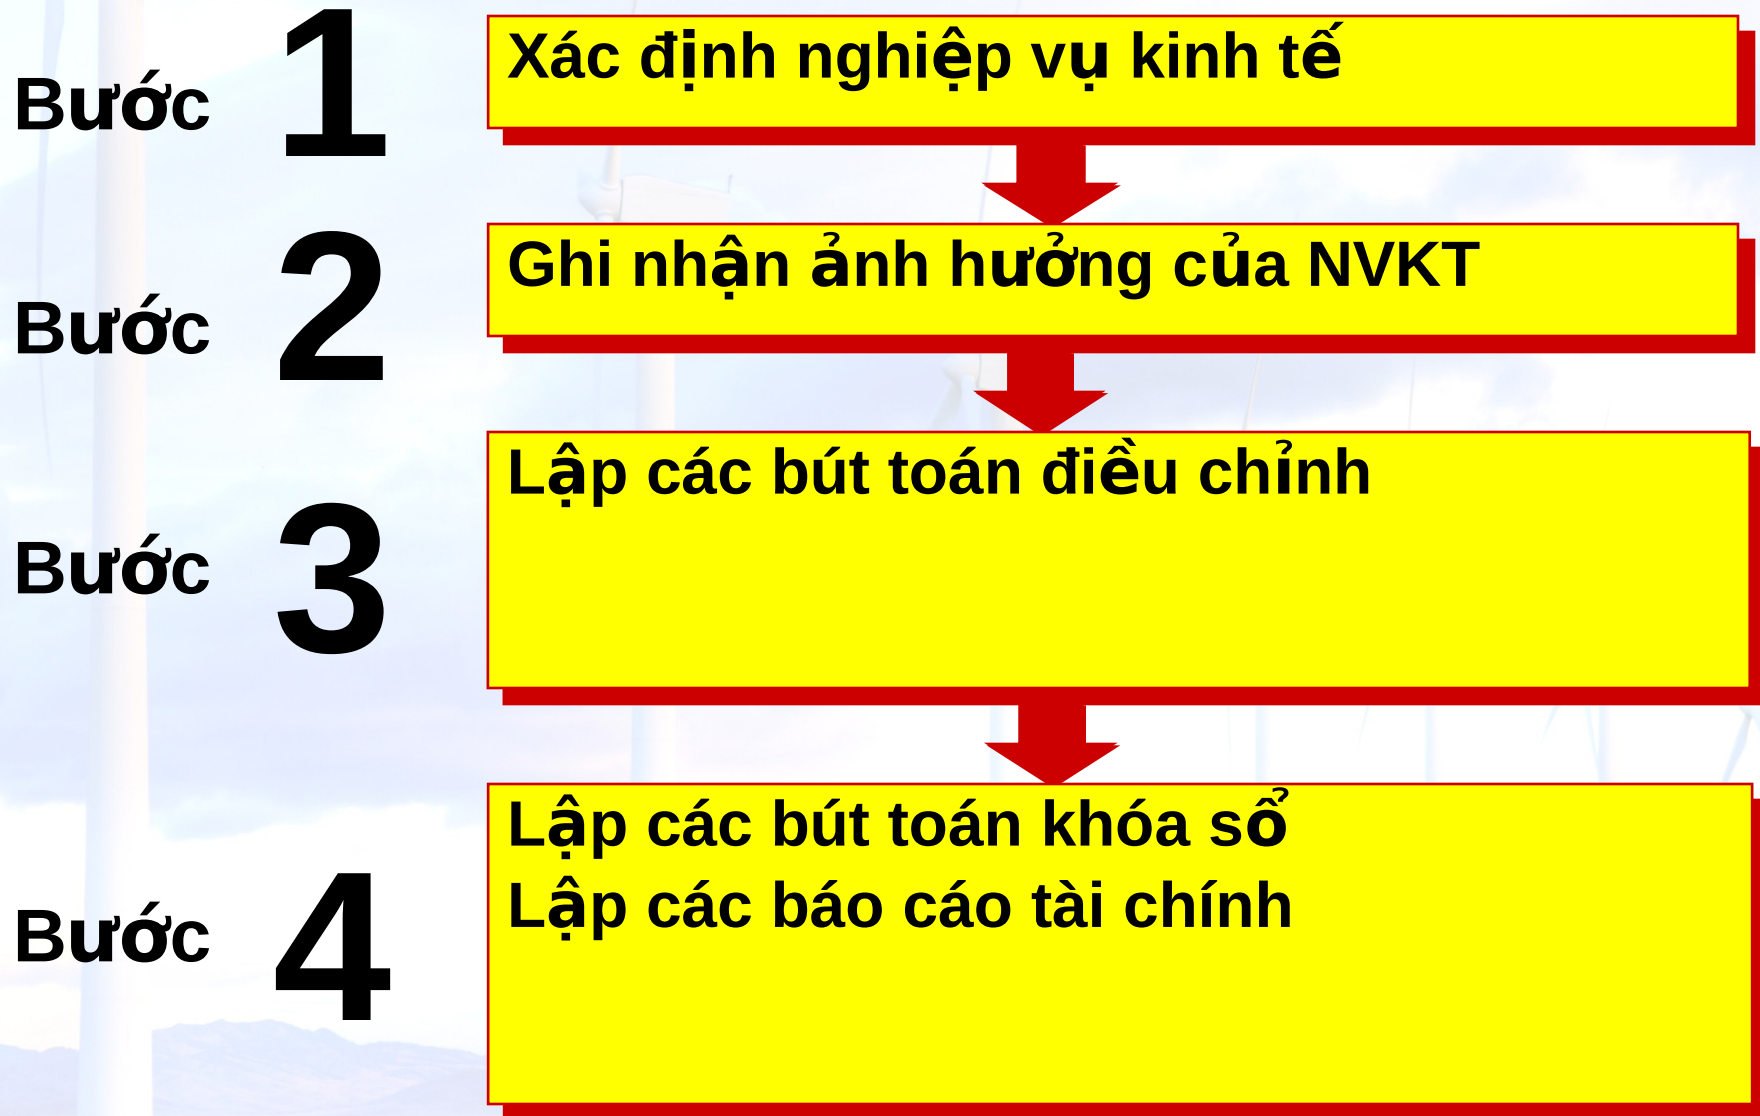 Bước 1
Xác định nghiệp vụ kinh tế
Bước 2
Ghi nhận ảnh hưởng của NVKT
Bước 3
Lập các bút toán điều chỉnh
Bước 4
Lập các bút toán khóa sổ
Lập các báo cáo tài chính